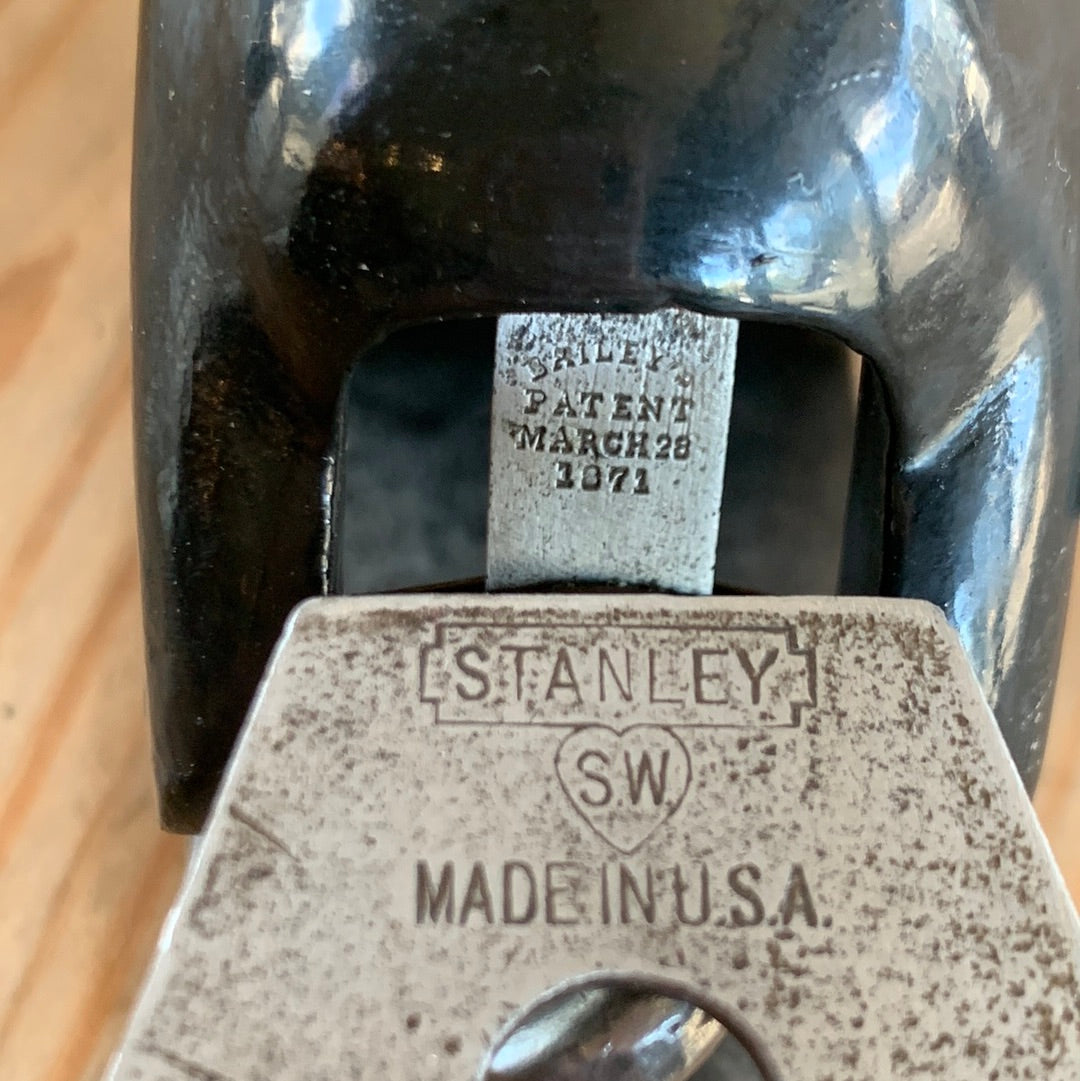 BAILEY'S
PATENT
MARCH 28
1871
STANLEY
S.W.
MADE IN U.S.A.